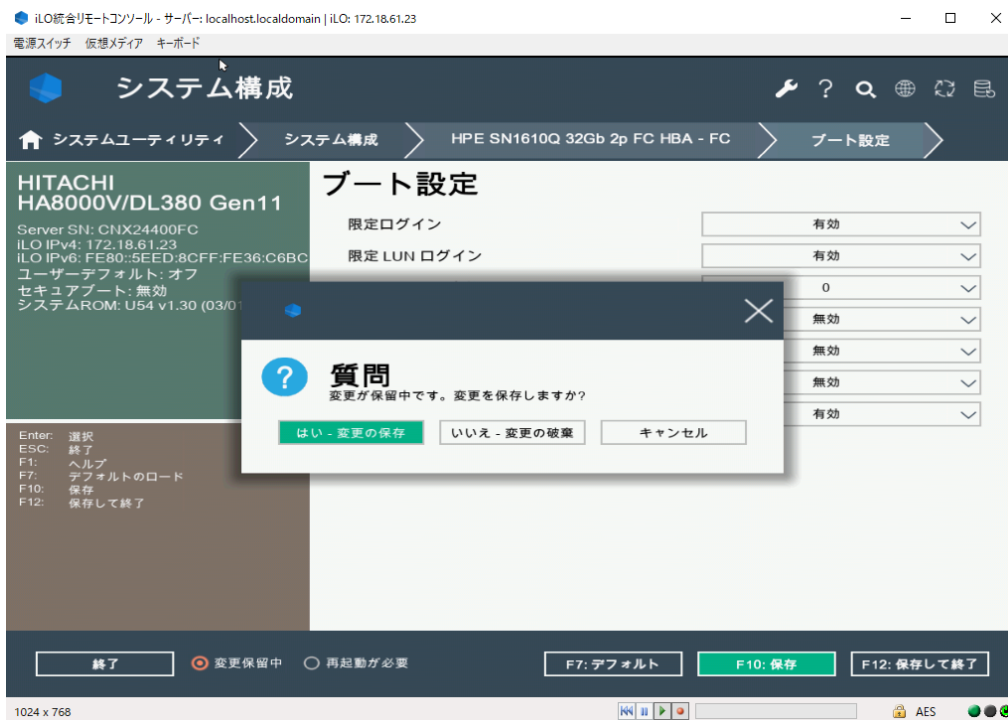 iLO統合リモートコンソール - サーバー: localhost.localdomain | iLO: 172.18.61.23
電源スイッチ 仮想メディア キーボード
システム構成
システムユーティリティ システム構成 HPE SN1610Q 32Gb 2p FC HBA - FC ブート設定
HITACHI
HA8000V/DL380 Gen11
Server SN: CNX24400FC
iLO IPv4: 172.18.61.23
iLO IPv6: FE80::5EED:8CFF:FE36:C6BC
ユーザーデフォルト: オフ
セキュアブート: 無効
システムROM: U54 v1.30 (03/01
Enter: 選択
ESC: 終了
F1: ヘルプ
F7: デフォルトのロード
F10: 保存
F12: 保存して終了
ブート設定
限定ログイン 有効
限定 LUN ログイン 有効
0
無効
無効
無効
有効
質問
変更が保留中です。変更を保存しますか?
はい - 変更の保存 いいえ - 変更の破棄 キャンセル
終了 変更保留中 再起動が必要 F7: デフォルト F10: 保存 F12: 保存して終了
1024 x 768 AES